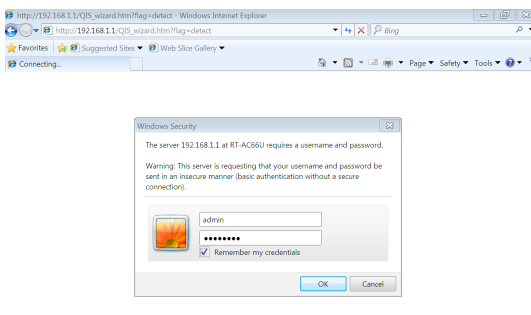 http://192.168.1.1/QIS_wizard.htm?flag=detect - Windows Internet Explorer
http://192.168.1.1/QIS_wizard.htm?flag=detect Bing
Favorites Suggested Sites Web Slice Gallery
Connecting... Page Safety Tools
Windows Security
The server 192.168.1.1 at RT-AC66U requires a username and password.
Warning: This server is requesting that your username and password be
sent in an insecure manner (basic authentication without a secure
connection).
admin
••••••••
Remember my credentials
OK Cancel